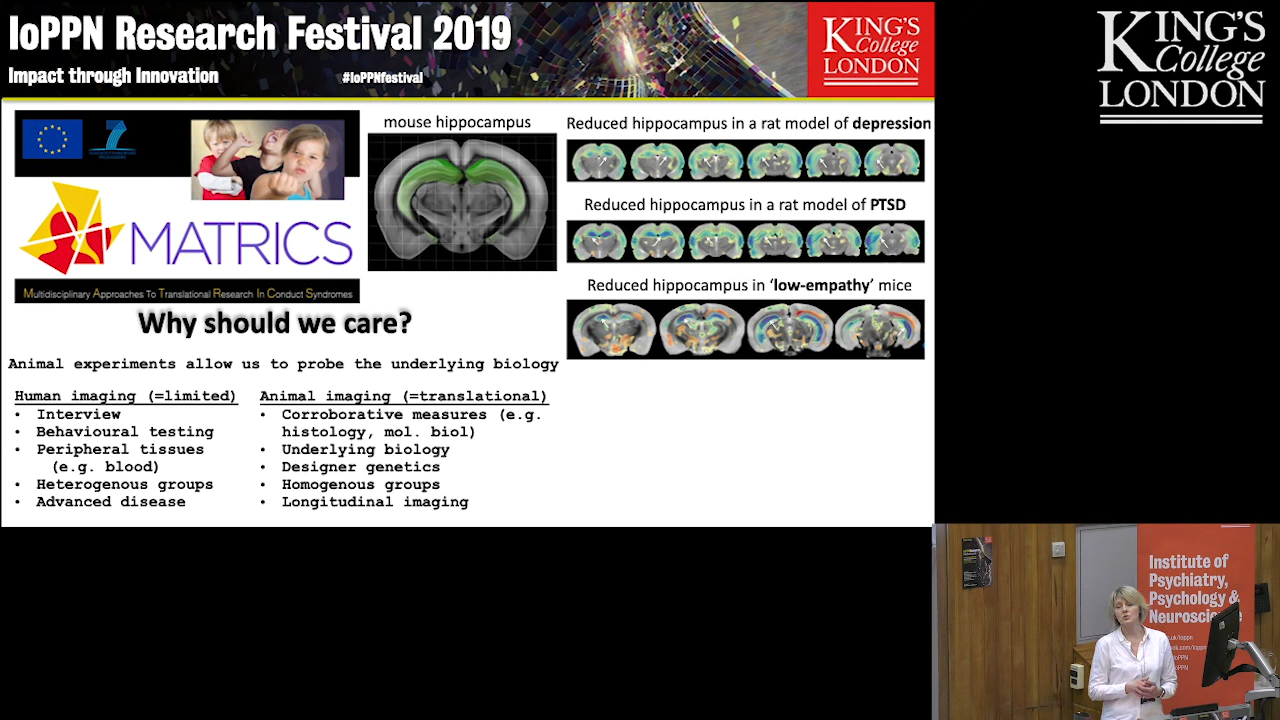 IoPPN Research Festival 2019
Impact through Innovation
#IoPPNfestival
KING'S
College
LONDON
KING'S
College
LONDON
mouse hippocampus
MATRICS
Multidisciplinary Approaches To Translational Research In Conduct Syndromes
Reduced hippocampus in a rat model of depression
Reduced hippocampus in a rat model of PTSD
Reduced hippocampus in 'low-empathy' mice
Why should we care?
Animal experiments allow us to probe the underlying biology
Human imaging (=limited)
• Interview
• Behavioural testing
• Peripheral tissues
(e.g. blood)
• Heterogenous groups
• Advanced disease
Animal imaging (=translational)
• Corroborative measures (e.g.
histology, mol. biol)
• Underlying biology
• Designer genetics
• Homogenous groups
• Longitudinal imaging
Institute of
Psychiatry,
Psychology &